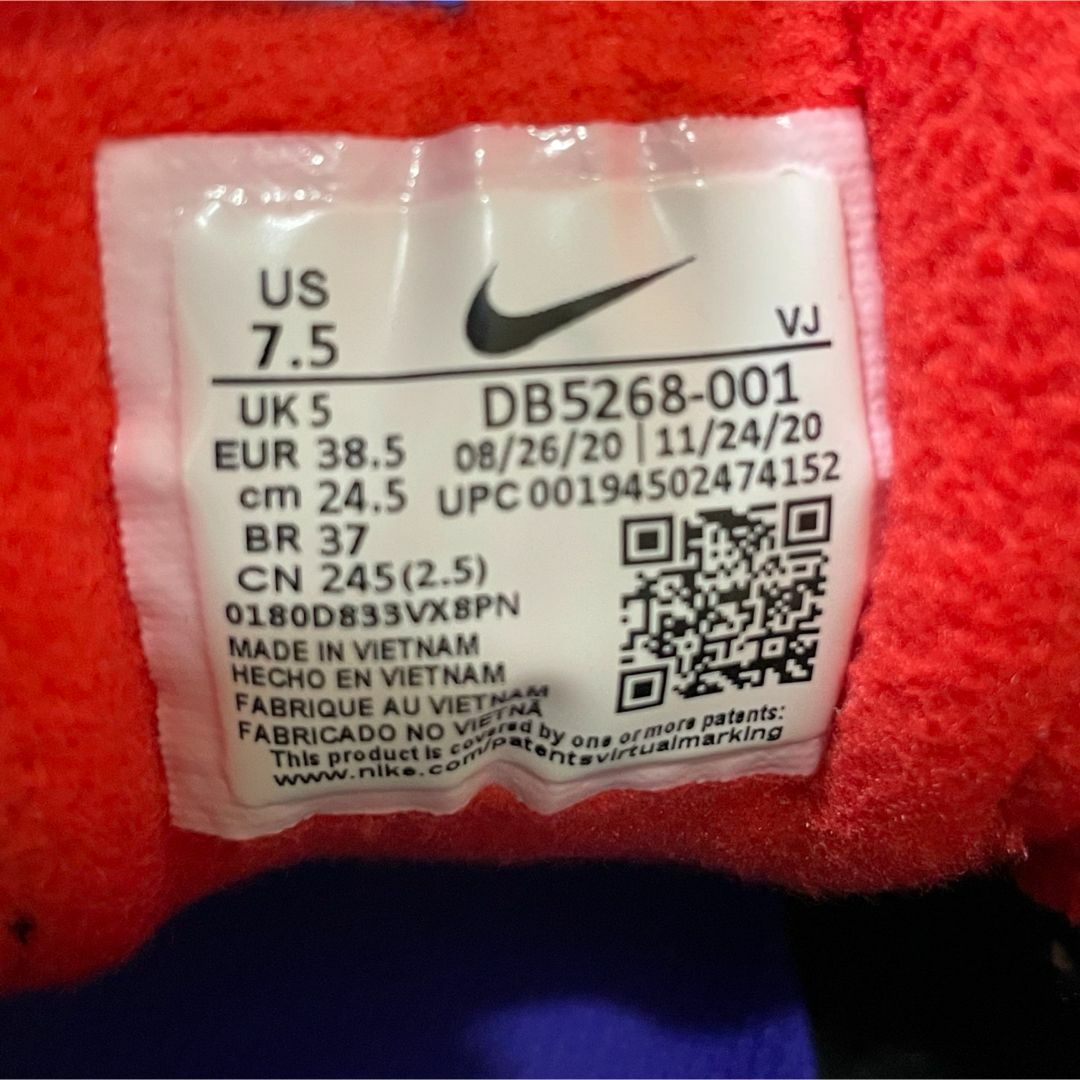 US
7.5
VJ
UK 5
DB5268-001
EUR 38.5
08/26/20 | 11/24/20
cm 24.5
UPC 00194502474152
BR 37
CN 245(2.5)
0180D833VX8PN
MADE IN VIETNAM
HECHO EN VIETNAM
FABRIQUE AU VIETNAM
FABRICADO NO VIETNÃ
This product is covered by one or more patents:
www.nike.com/patentsvirtualmarking